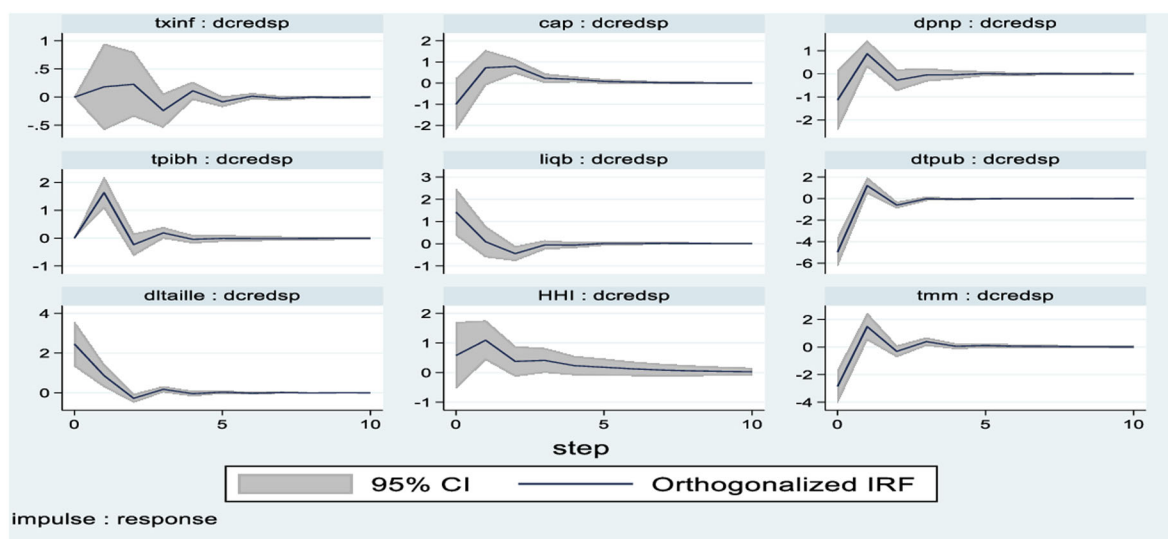 txinf : dcredsp
cap : dcredsp
dpnp : dcredsp
1
.5
0
-.5
2
1
0
-1
-2
1
0
-1
-2
tpibh : dcredsp
liqb : dcredsp
dtpub : dcredsp
2
1
0
-1
3
2
1
0
-1
2
0
-2
-4
-6
dltaille : dcredsp
HHI : dcredsp
tmm : dcredsp
4
2
0
2
1
0
-1
2
0
-2
-4
0 5 10
0 5 10
0 5 10
step
95% CI Orthogonalized IRF
impulse : response